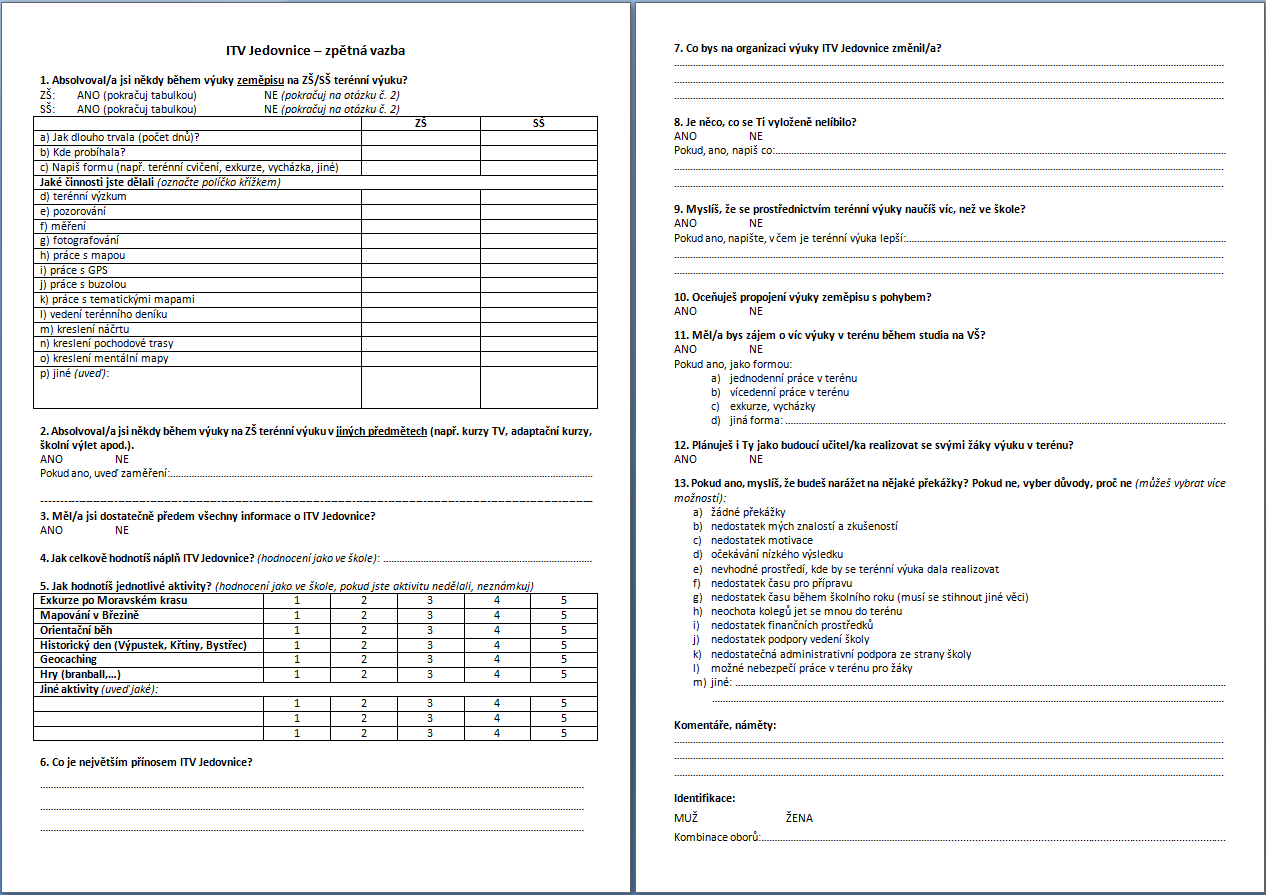 ITV Jedovnice – zpětná vazba
1. Absolvoval/a jsi někdy během výuky zeměpisu na ZŠ/SŠ terénní výuku?
ZŠ: ANO (pokračuj tabulkou) NE (pokračuj na otázku č. 2)
SŠ: ANO (pokračuj tabulkou) NE (pokračuj na otázku č. 2)
ZŠ SŠ
a) Jak dlouho trvala (počet dnů)?
b) Kde probíhala?
c) Napiš formu (např. terénní cvičení, exkurze, vycházka, jiné)
Jaké činnosti jste dělali (označte políčko křížkem)
d) terénní výzkum
e) pozorování
f) měření
g) fotografování
h) práce s mapou
i) práce s GPS
j) práce s buzolou
k) práce s tematickými mapami
l) vedení terénního deníku
m) kreslení náčrtu
n) kreslení pochodové trasy
o) kreslení mentální mapy
p) jiné (uveď):
2. Absolvoval/a jsi někdy během výuky na ZŠ terénní výuku v jiných předmětech (např. kurzy TV, adaptační kurzy,
školní výlet apod.).
ANO NE
Pokud ano, uveď zaměření:
3. Měl/a jsi dostatečně předem všechny informace o ITV Jedovnice?
ANO NE
4. Jak celkově hodnotíš náplň ITV Jedovnice? (hodnocení jako ve škole):
5. Jak hodnotíš jednotlivé aktivity? (hodnocení jako ve škole, pokud jste aktivitu nedělali, neznámkuj)
Exkurze po Moravském krasu 1 2 3 4 5
Mapování v Březině 1 2 3 4 5
Orientační běh 1 2 3 4 5
Historický den (Výpustek, Křtiny, Bystřec) 1 2 3 4 5
Geocaching 1 2 3 4 5
Hry (branball,...) 1 2 3 4 5
Jiné aktivity (uveď jaké):
1 2 3 4 5
1 2 3 4 5
1 2 3 4 5
6. Co je největším přínosem ITV Jedovnice?
7. Co bys na organizaci výuky ITV Jedovnice změnil/a?
8. Je něco, co se Ti vyloženě nelíbilo?
ANO NE
Pokud, ano, napiš co:
9. Myslíš, že se prostřednictvím terénní výuky naučíš víc, než ve škole?
ANO NE
Pokud ano, napište, v čem je terénní výuka lepší:
10. Oceňuješ propojení výuky zeměpisu s pohybem?
ANO NE
11. Měl/a bys zájem o víc výuky v terénu během studia na VŠ?
ANO NE
Pokud ano, jako formou:
a) jednodenní práce v terénu
b) vícedenní práce v terénu
c) exkurze, vycházky
d) jiná forma:
12. Plánuješ i Ty jako budoucí učitel/ka realizovat se svými žáky výuku v terénu?
ANO NE
13. Pokud ano, myslíš, že budeš narážet na nějaké překážky? Pokud ne, vyber důvody, proč ne (můžeš vybrat více
možností):
a) žádné překážky
b) nedostatek mých znalostí a zkušeností
c) nedostatek motivace
d) očekávání nízkého výsledku
e) nevhodné prostředí, kde by se terénní výuka dala realizovat
f) nedostatek času pro přípravu
g) nedostatek času během školního roku (musí se stihnout jiné věci)
h) neochota kolegů jet se mnou do terénu
i) nedostatek finančních prostředků
j) nedostatek podpory vedení školy
k) nedostatečná administrativní podpora ze strany školy
l) možné nebezpečí práce v terénu pro žáky
m) jiné:
Komentáře, náměty:
Identifikace:
MUŽ ŽENA
Kombinace oborů: